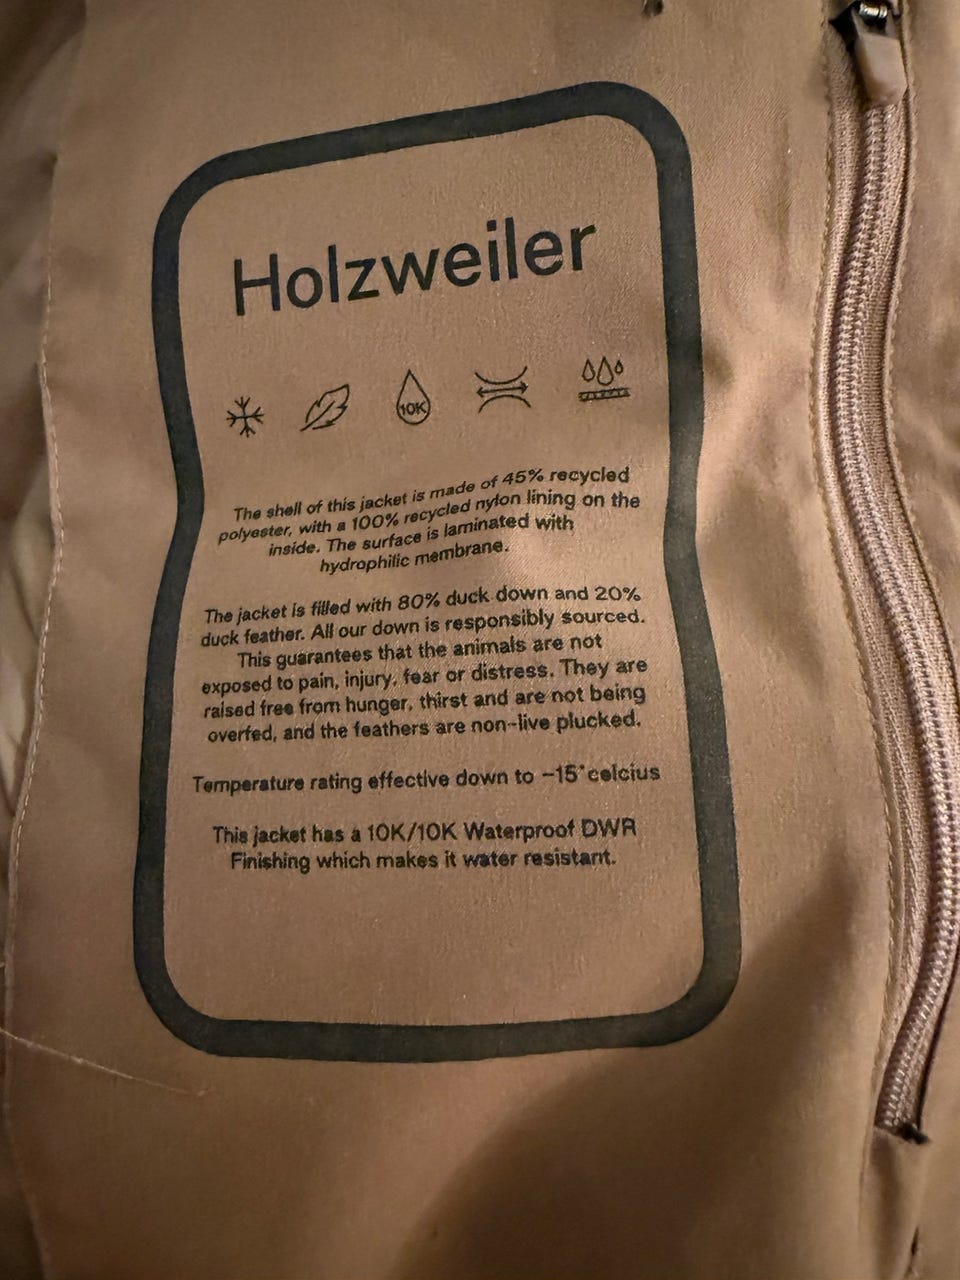 Holzweiler
10K
The shell of this jacket is made of 45% recycled
polyester, with a 100% recycled nylon lining on the
inside. The surface is laminated with
hydrophilic membrane.
The jacket is filled with 80% duck down and 20%
duck feather. All our down is responsibly sourced.
This guarantees that the animals are not
exposed to pain, injury, fear or distress. They are
raised free from hunger, thirst and are not being
overfed, and the feathers are non-live plucked.
Temperature rating effective down to -15°celcius
This jacket has a 10K/10K Waterproof DWR
Finishing which makes it water resistant.